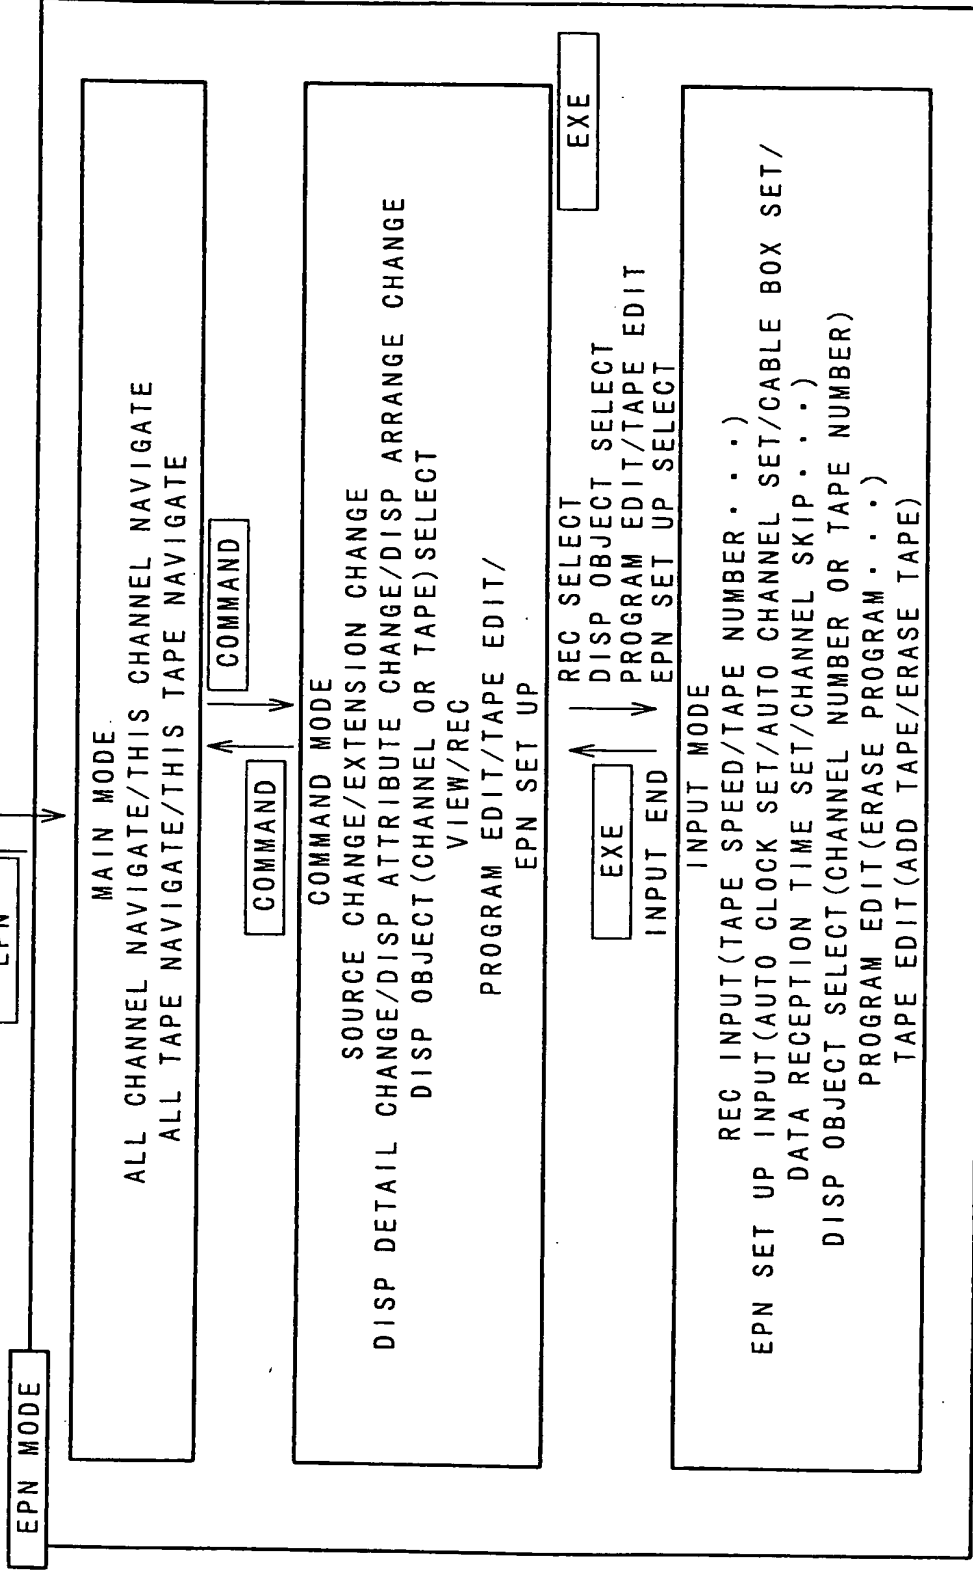 EPN
EPN MODE
MAIN MODE
ALL CHANNEL NAVIGATE/THIS CHANNEL NAVIGATE
ALL TAPE NAVIGATE/THIS TAPE NAVIGATE
COMMAND
COMMAND
COMMAND MODE
SOURCE CHANGE/EXTENSION CHANGE
DISP DETAIL CHANGE/DISP ATTRIBUTE CHANGE/DISP ARRANGE CHANGE
DISP OBJECT(CHANNEL OR TAPE)SELECT
VIEW/REC
PROGRAM EDIT/TAPE EDIT/
EPN SET UP
EXE
REC SELECT
DISP OBJECT SELECT
PROGRAM EDIT/TAPE EDIT
EPN SET UP SELECT
EXE
INPUT END
INPUT MODE
REC INPUT(TAPE SPEED/TAPE NUMBER・・・)
EPN SET UP INPUT(AUTO CLOCK SET/AUTO CHANNEL SET/CABLE BOX SET/
DATA RECEPTION TIME SET/CHANNEL SKIP・・・)
DISP OBJECT SELECT(CHANNEL NUMBER OR TAPE NUMBER)
PROGRAM EDIT(ERASE PROGRAM・・・)
TAPE EDIT(ADD TAPE/ERASE TAPE)